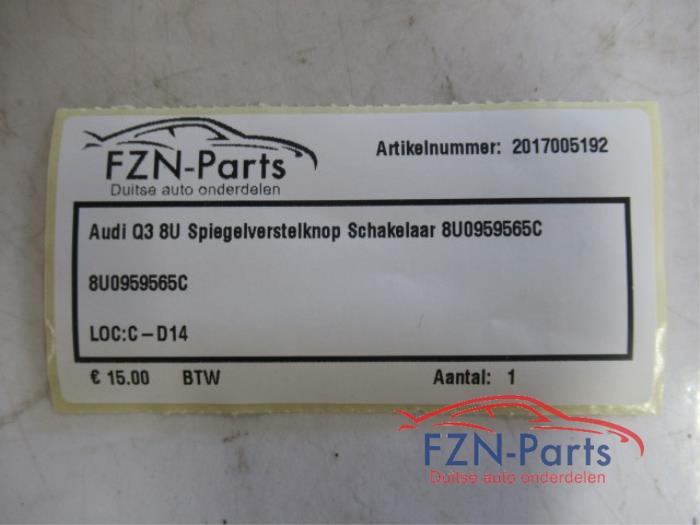 FZN-Parts
Duitse auto onderdelen
Artikelnummer: 2017005192
Audi Q3 8U Spiegelverstelknop Schakelaar 8U0959565C
8U0959565C
LOC:C-D14
€ 15.00 BTW Aantal: 1
FZN-Parts
Duitse auto onderdelen